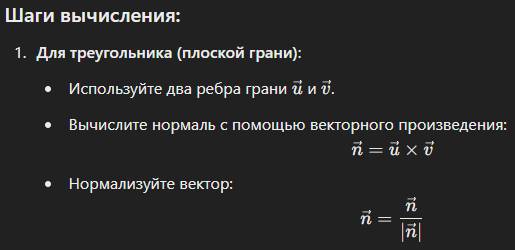 Шаги вычисления:
1. Для треугольника (плоской грани):
• Используйте два ребра грани $\vec{u}$ и $\vec{v}$.
• Вычислите нормаль с помощью векторного произведения:
$\vec{n} = \vec{u} \times \vec{v}$
• Нормализуйте вектор:
$\vec{n} = \frac{\vec{n}}{|\vec{n}|}$